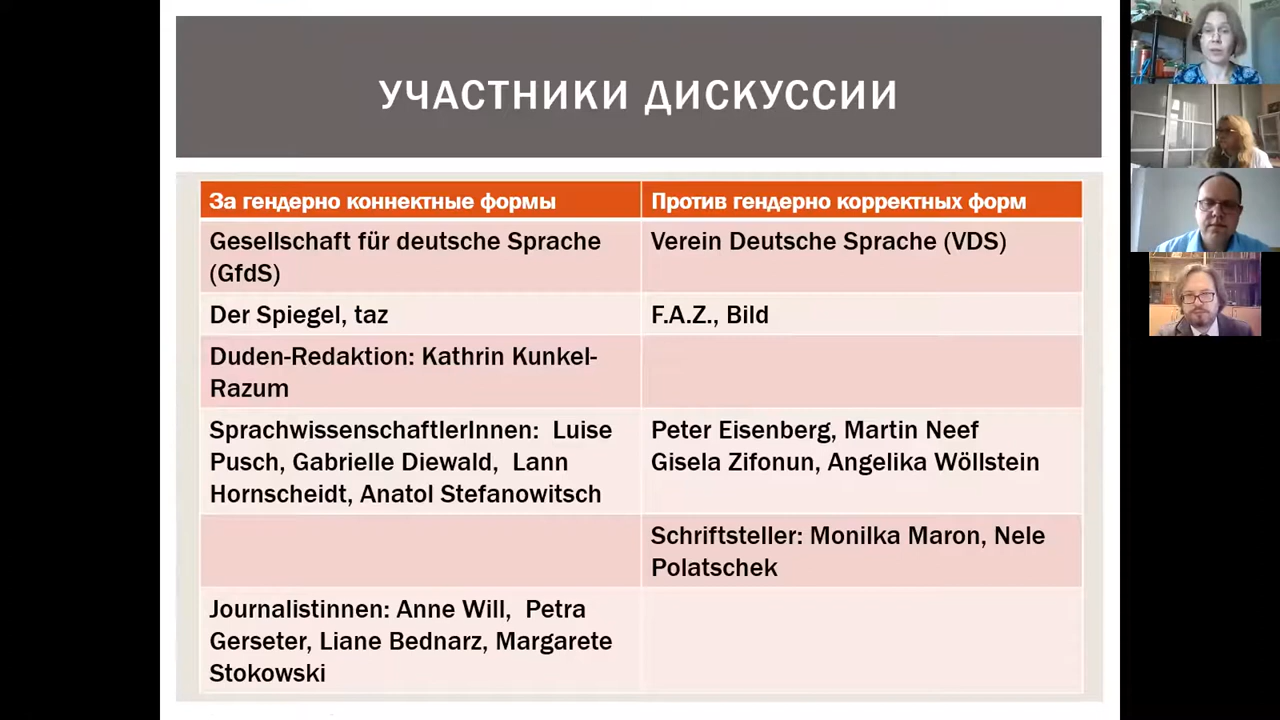 УЧАСТНИКИ ДИСКУССИИ
За гендерно коннектные формы
Против гендерно корректных форм
Gesellschaft für deutsche Sprache
(GfdS)
Verein Deutsche Sprache (VDS)
Der Spiegel, taz
F.A.Z., Bild
Duden-Redaktion: Kathrin Kunkel-
Razum
SprachwissenschaftlerInnen: Luise
Pusch, Gabrielle Diewald, Lann
Hornscheidt, Anatol Stefanowitsch
Peter Eisenberg, Martin Neef
Gisela Zifonun, Angelika Wöllstein
Schriftsteller: Monilka Maron, Nele
Polatschek
Journalistinnen: Anne Will, Petra
Gerseter, Liane Bednarz, Margarete
Stokowski